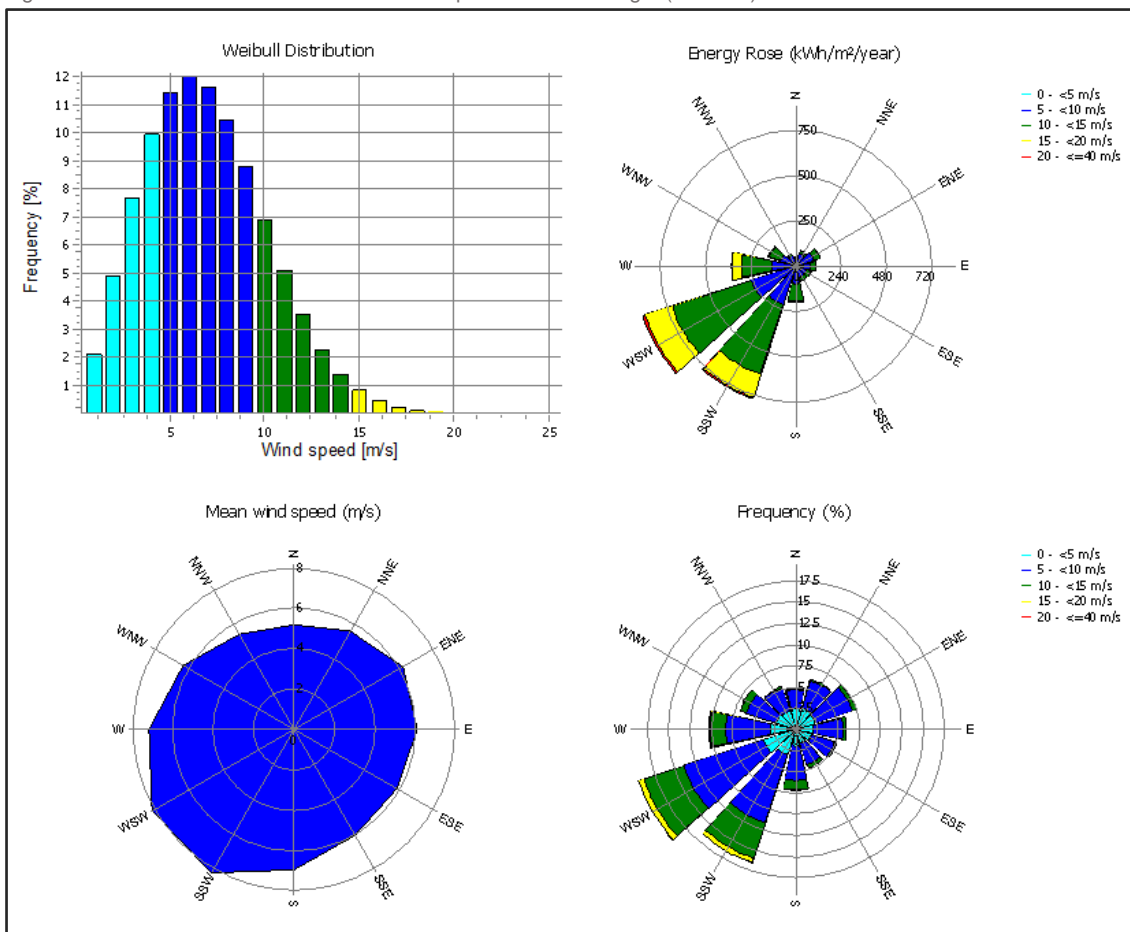 Weibull Distribution
12
11
10
9
8
7
6
5
4
3
2
1
Frequency [%]
5
10
15
20
25
Wind speed [m/s]
Energy Rose (kWh/m²/year)
0 - <5 m/s
5 - <10 m/s
10 - <15 m/s
15 - <20 m/s
20 - <=40 m/s
N
NNE
ENE
E
ESE
SSE
S
SSW
WSW
W
WNW
NNW
750
500
250
240
480
720
Mean wind speed (m/s)
N
NNE
ENE
E
ESE
SSE
S
SSW
WSW
W
WNW
NNW
8
6
4
2
0
Frequency (%)
0 - <5 m/s
5 - <10 m/s
10 - <15 m/s
15 - <20 m/s
20 - <=40 m/s
N
NNE
ENE
E
ESE
SSE
S
SSW
WSW
W
WNW
NNW
17.5
15
12.5
10
7.5
5